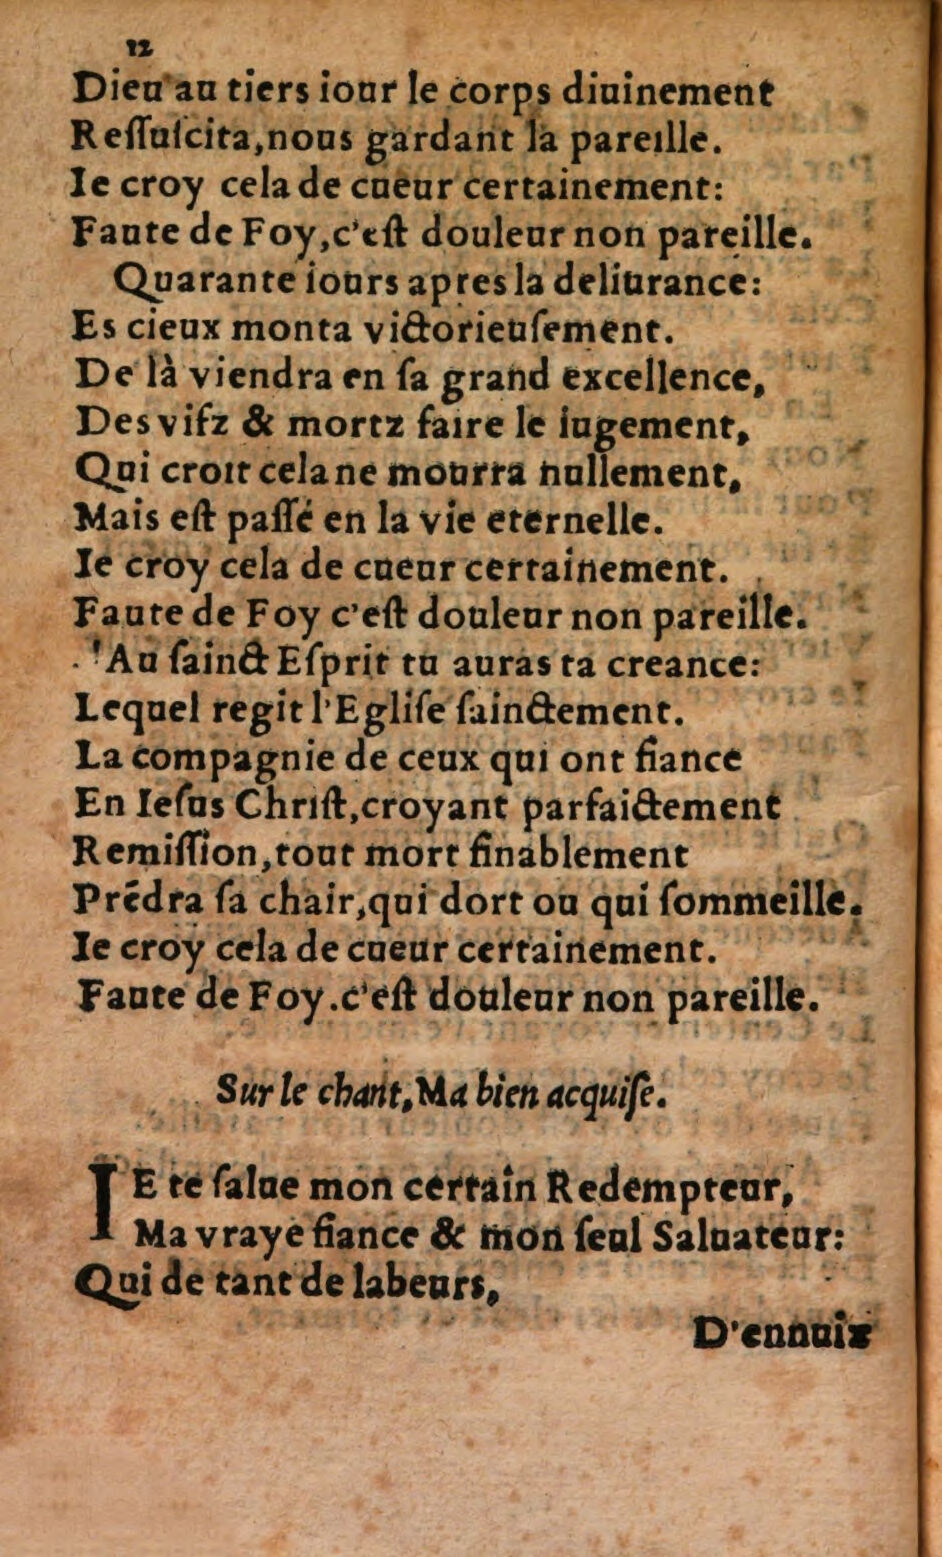 12
Dieu au tiers iour le corps diuinement
Reſſuſcita,nous gardant la pareille.
Ie croy cela de cueur certainement:
Faute de Foy,c'eſt douleur non pareille.
Quarante iours apres la deliurance:
Es cieux monta victorieuſement.
De là viendra en ſa grand excellence,
Des vifz & mortz faire le iugement,
Qui croit cela ne mourra nullement,
Mais eſt paſſé en la vie eternelle.
Ie croy cela de cueur certainement.
Faute de Foy c'eſt douleur non pareille.
Au ſainct Eſprit tu auras ta creance:
Lequel regit l'Egliſe ſainctement.
La compagnie de ceux qui ont fiance
En Ieſus Chriſt,croyant parfaictement
Remiſſion,tout mort finablement
Prēdra ſa chair,qui dort ou qui ſommeille.
Ie croy cela de cueur certainement.
Faute de Foy.c'eſt douleur non pareille.
Sur le chant,Ma bien acquiſe.
IE te ſalue mon certain Redempteur,
Ma vraye fiance & mon ſeul Saluateur:
Qui de tant de labeurs,
D'ennuiz